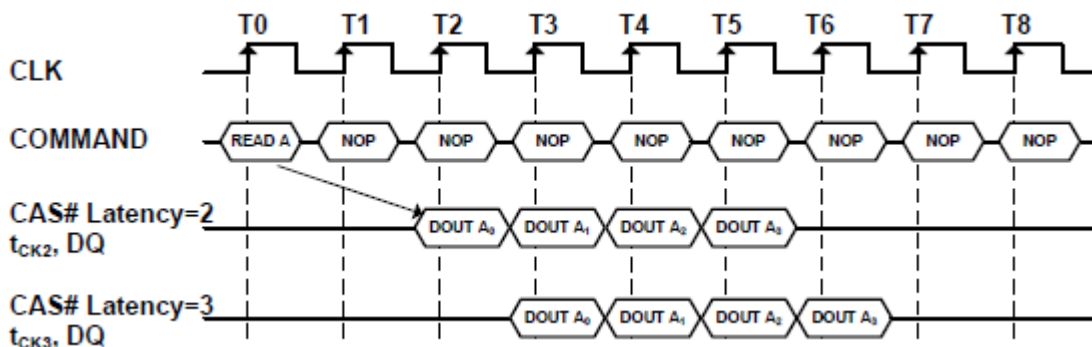 T0 T1 T2 T3 T4 T5 T6 T7 T8
CLK
COMMAND READ A NOP NOP NOP NOP NOP NOP NOP NOP
CAS# Latency=2
tCK2, DQ DOUT A0 DOUT A1 DOUT A2 DOUT A3
CAS# Latency=3
tCK3, DQ DOUT A0 DOUT A1 DOUT A2 DOUT A3